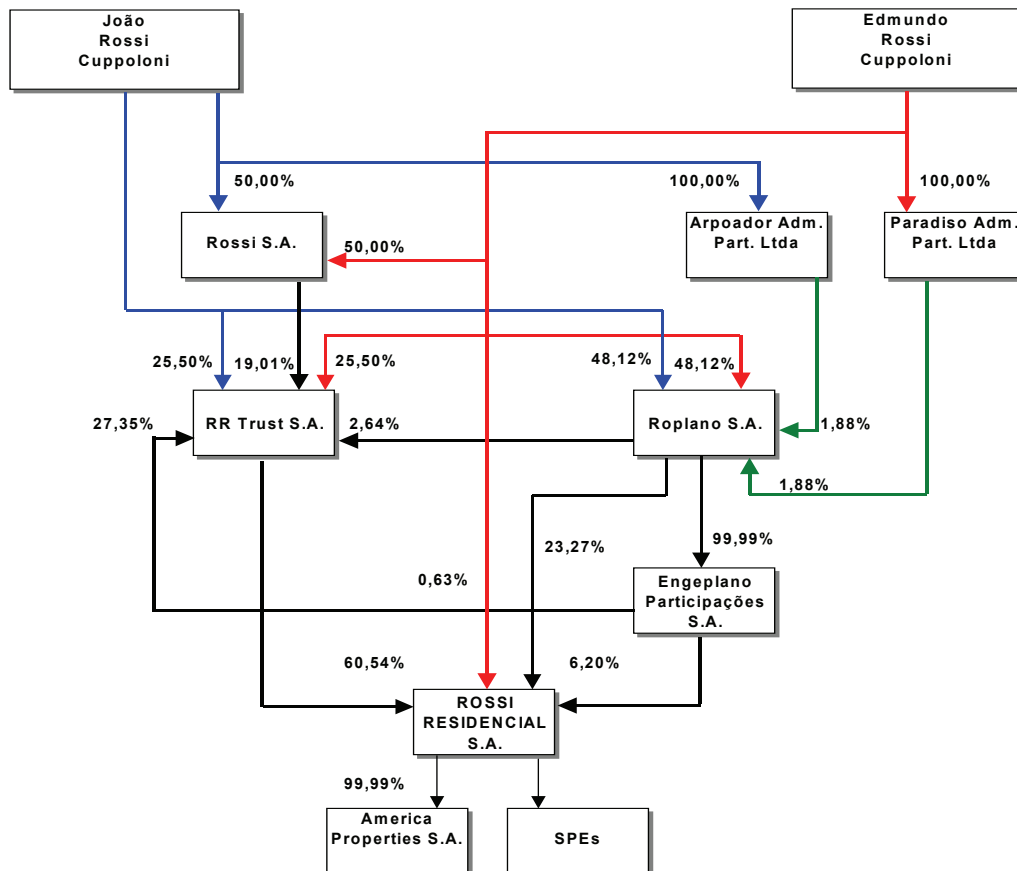 João
Rossi
Cuppoloni
Edmundo
Rossi
Cuppoloni
50,00%
100,00%
100,00%
Rossi S.A.
50,00%
Arpoador Adm.
Part. Ltda
Paradiso Adm.
Part. Ltda
25,50%
19,01%
25,50%
48,12%
48,12%
27,35%
RR Trust S.A.
2,64%
Roplano S.A.
1,88%
1,88%
23,27%
99,99%
0,63%
Engeplano
Participações
S.A.
60,54%
6,20%
ROSSI
RESIDENCIAL
S.A.
99,99%
America
Properties S.A.
SPEs